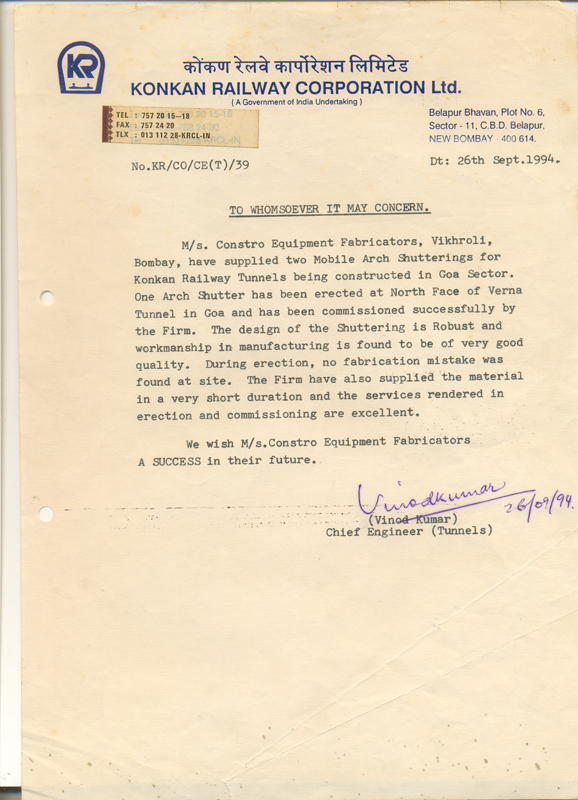 KR
कोंकण रेलवे कार्पोरेशन लिमिटेड
KONKAN RAILWAY CORPORATION Ltd.
( A Government of India Undertaking )
TEL : 757 20 15-18
FAX : 757 24 20
TLX : 013 112 28-KRCL-IN
Belapur Bhavan, Plot No. 6,
Sector - 11, C.B.D. Belapur,
NEW BOMBAY - 400 614.
No.KR/CO/CE(T)/39
Dt: 26th Sept.1994.
TO WHOMSOEVER IT MAY CONCERN.
M/s. Constro Equipment Fabricators, Vikhroli,
Bombay, have supplied two Mobile Arch Shutterings for
Konkan Railway Tunnels being constructed in Goa Sector.
One Arch Shutter has been erected at North Face of Verna
Tunnel in Goa and has been commissioned successfully by
the Firm. The design of the Shuttering is Robust and
workmanship in manufacturing is found to be of very good
quality. During erection, no fabrication mistake was
found at site. The Firm have also supplied the material
in a very short duration and the services rendered in
erection and commissioning are excellent.
We wish M/s.Constro Equipment Fabricators
A SUCCESS in their future.
Vinodkumar
26/09/94.
(Vinod Kumar)
Chief Engineer (Tunnels)